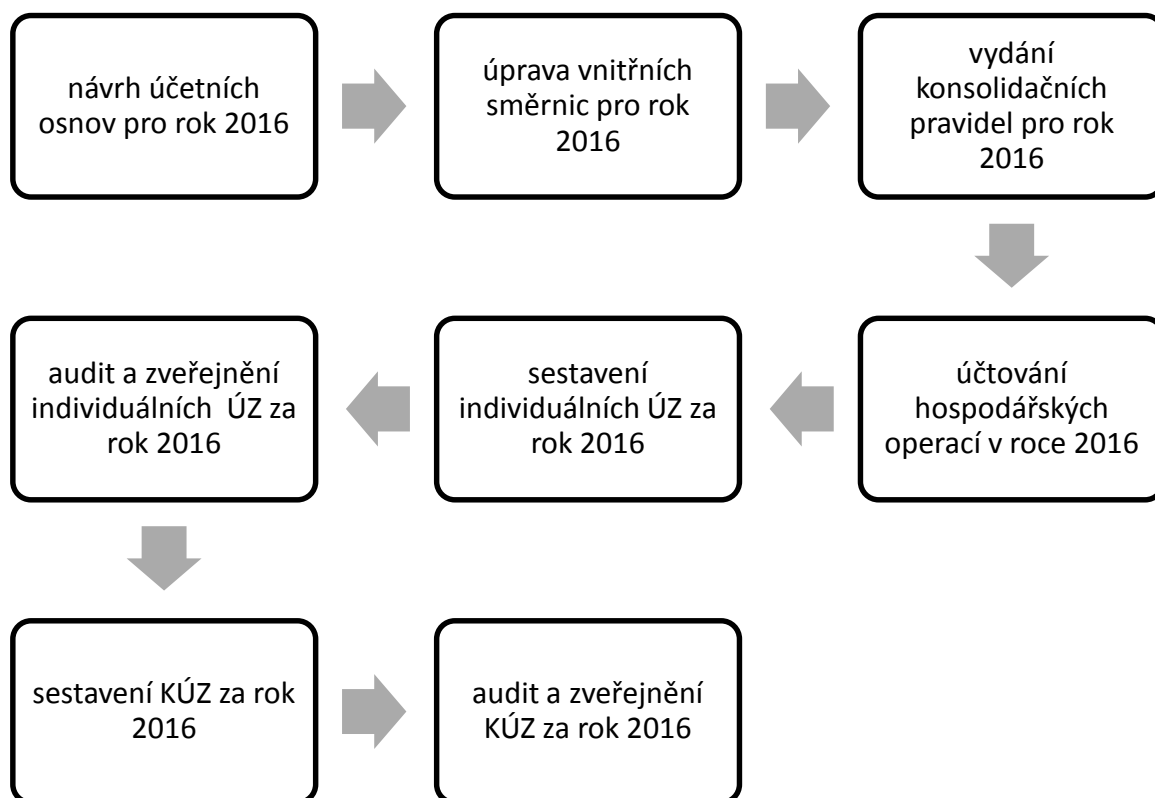 návrh účetních
osnov pro rok 2016
úprava vnitřních
směrnic pro rok
2016
vydání
konsolidačních
pravidel pro rok
2016
účtování
hospodářských
operací v roce 2016
sestavení
individuálních ÚZ za
rok 2016
audit a zveřejnění
individuálních  ÚZ za
rok 2016
sestavení KÚZ za rok
2016
audit a zveřejnění
KÚZ za rok 2016